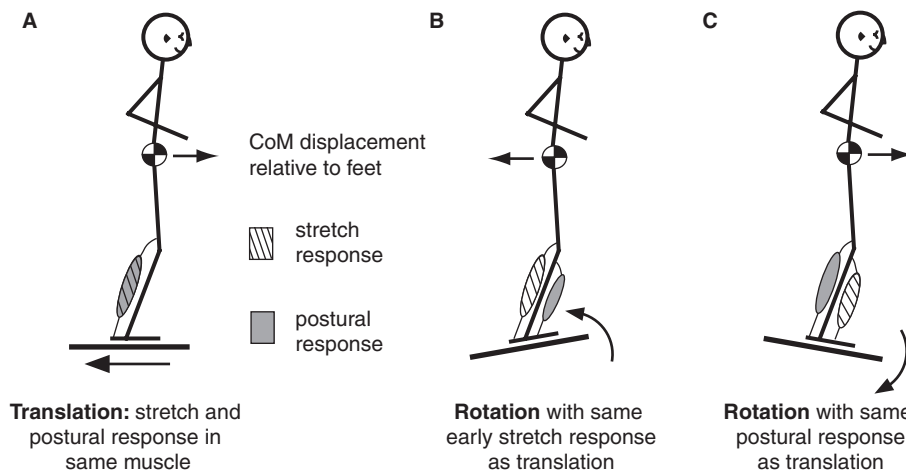 A
B
C
CoM displacement
relative to feet
stretch
response
postural
response
Translation: stretch and
postural response in
same muscle
Rotation with same
early stretch response
as translation
Rotation with same
postural response
as translation